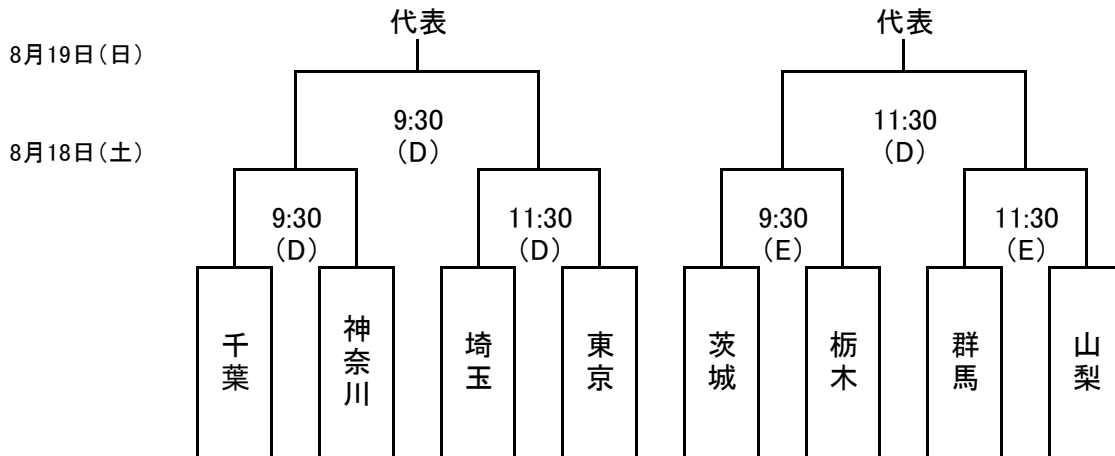 代表
代表
8月19日（日）
9:30
（D）
11:30
（D）
8月18日（土）
9:30
（D）
11:30
（D）
9:30
（E）
11:30
（E）
千葉
神奈川
埼玉
東京
茨城
栃木
群馬
山梨